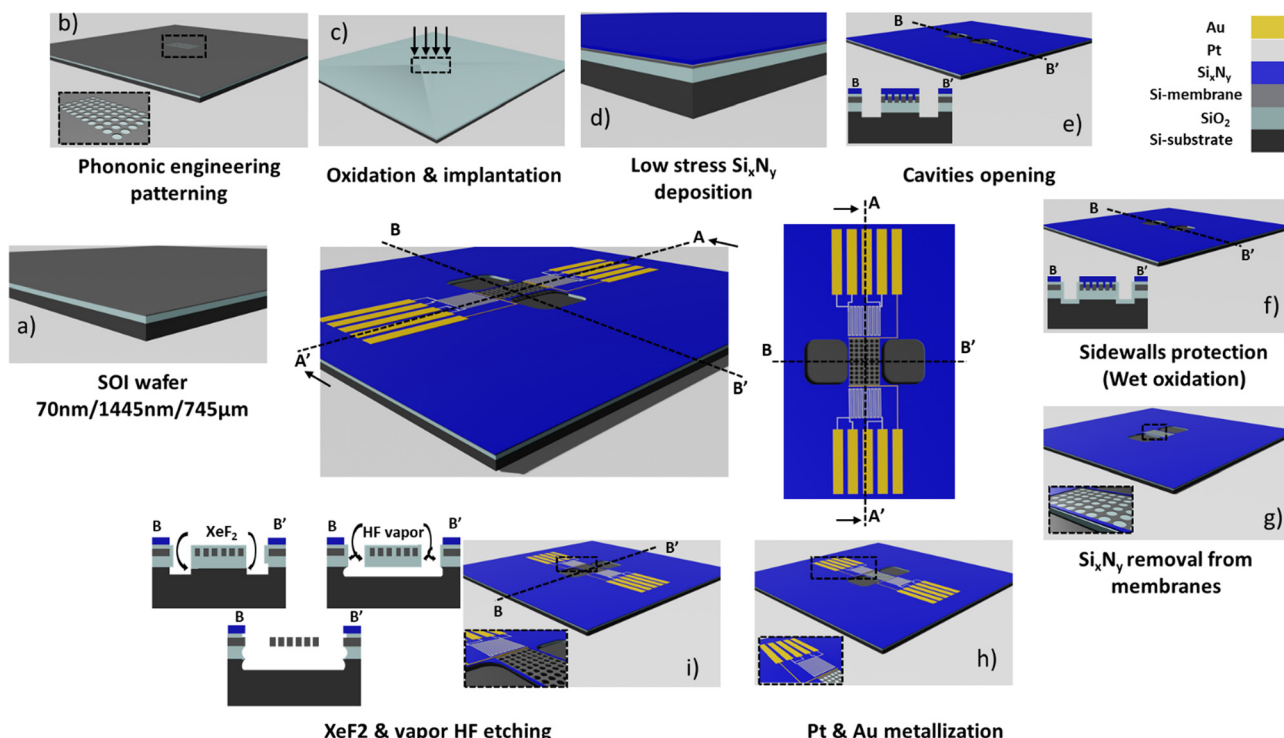 b)
Phononic engineering
patterning
c)
Oxidation & implantation
d)
Low stress SixNy
deposition
B
B'
B
B'
e)
Cavities opening
Au
Pt
SixNy
Si-membrane
SiO2
Si-substrate
a)
SOI wafer
70nm/1445nm/745µm
B
A
A'
B'
A
B
B'
A'
B
B'
B
B'
f)
Sidewalls protection
(Wet oxidation)
g)
SixNy removal from
membranes
B
XeF2
B'
B
HF vapor
B'
B
B'
B'
B
i)
XeF2 & vapor HF etching
h)
Pt & Au metallization